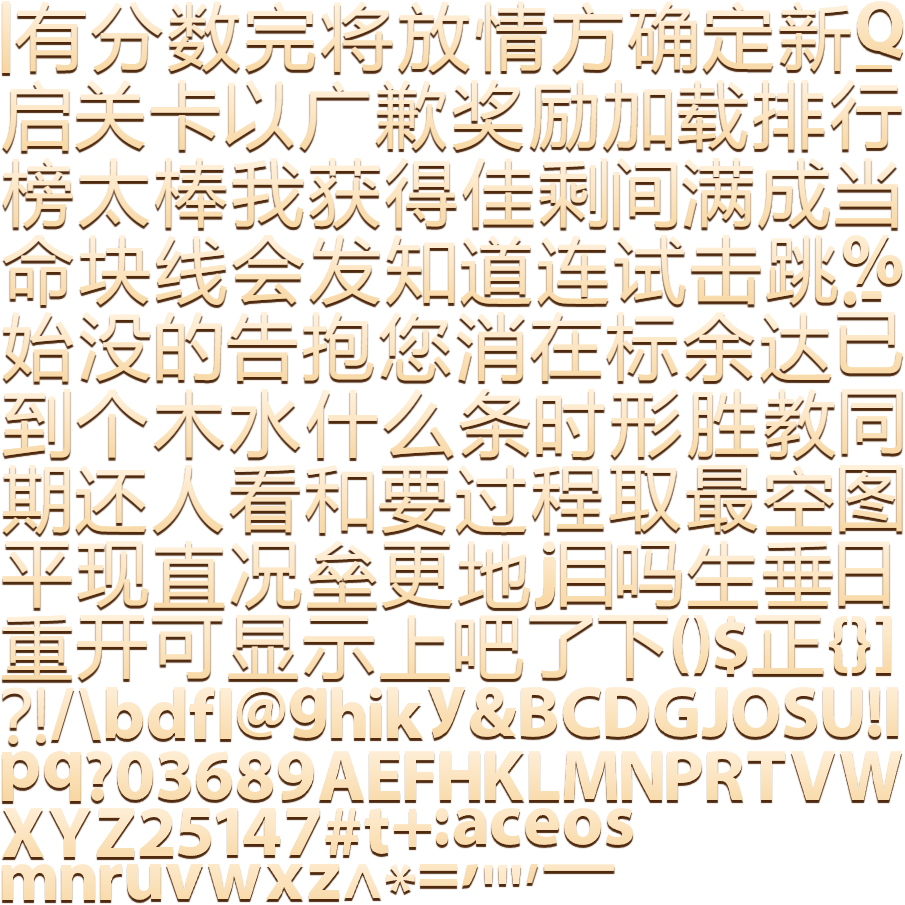 |有分数完将放情方确定新Q
启关卡以广歉奖励加载排行
榜太棒我获得佳剩间满成当
命块线会发知道连试击跳%
始没的告抱您消在标余达已
到个木水什么条时形胜教同
期还人看和要过程取最空图
平现直况垒更地j泪吗生垂日
重开可显示上吧了下()$正{}]
?!/\bdfl@ghiky&BCDGJOSU!l
pq?03689AEFHKLMNPRTVW
XYZ25147#t+:aceos
mnruvwxz^*="'